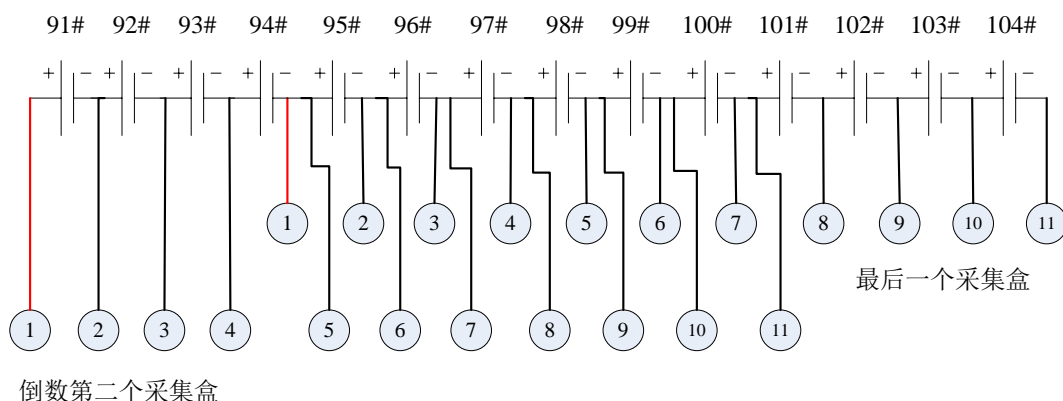 91# 92# 93# 94# 95# 96# 97# 98# 99# 100# 101# 102# 103# 104#
+ − + − + − + − + − + − + − + − + − + − + − + − + − + −
1 2 3 4 5 6 7 8 9 10 11
最后一个采集盒
1 2 3 4 5 6 7 8 9 10 11
倒数第二个采集盒